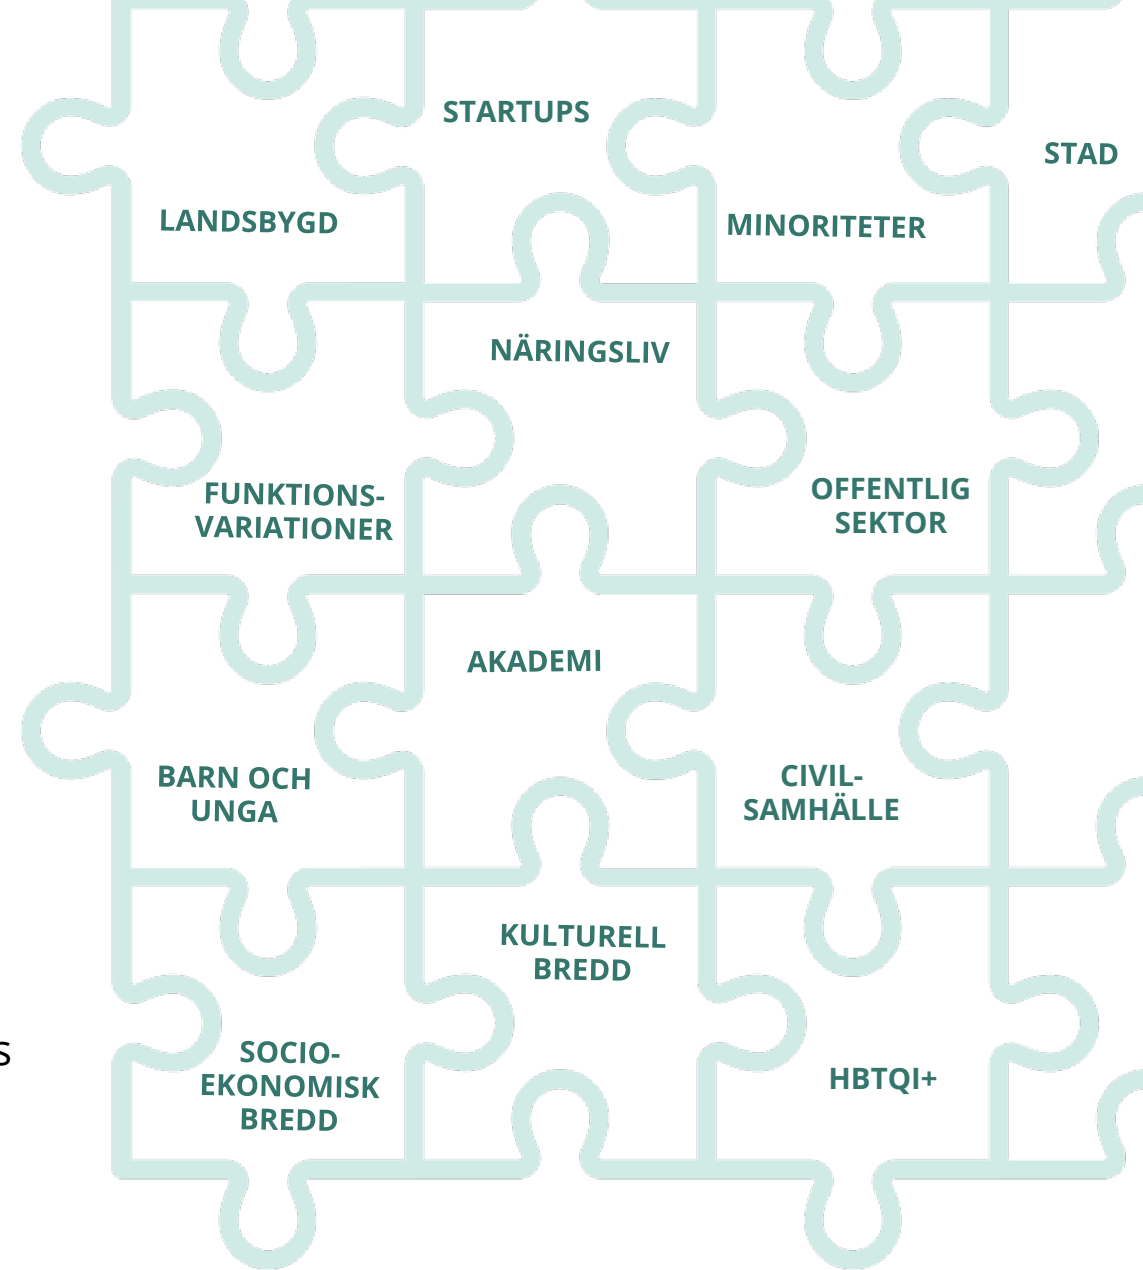 STARTUPS
STAD
LANDSBYGD
MINORITETER
NÄRINGSLIV
FUNKTIONS-
VARIATIONER
OFFENTLIG
SEKTOR
AKADEMI
BARN OCH
UNGA
CIVIL-
SAMHÄLLE
KULTURELL
BREDD
s
SOCIO-
EKONOMISK
BREDD
HBTQI+